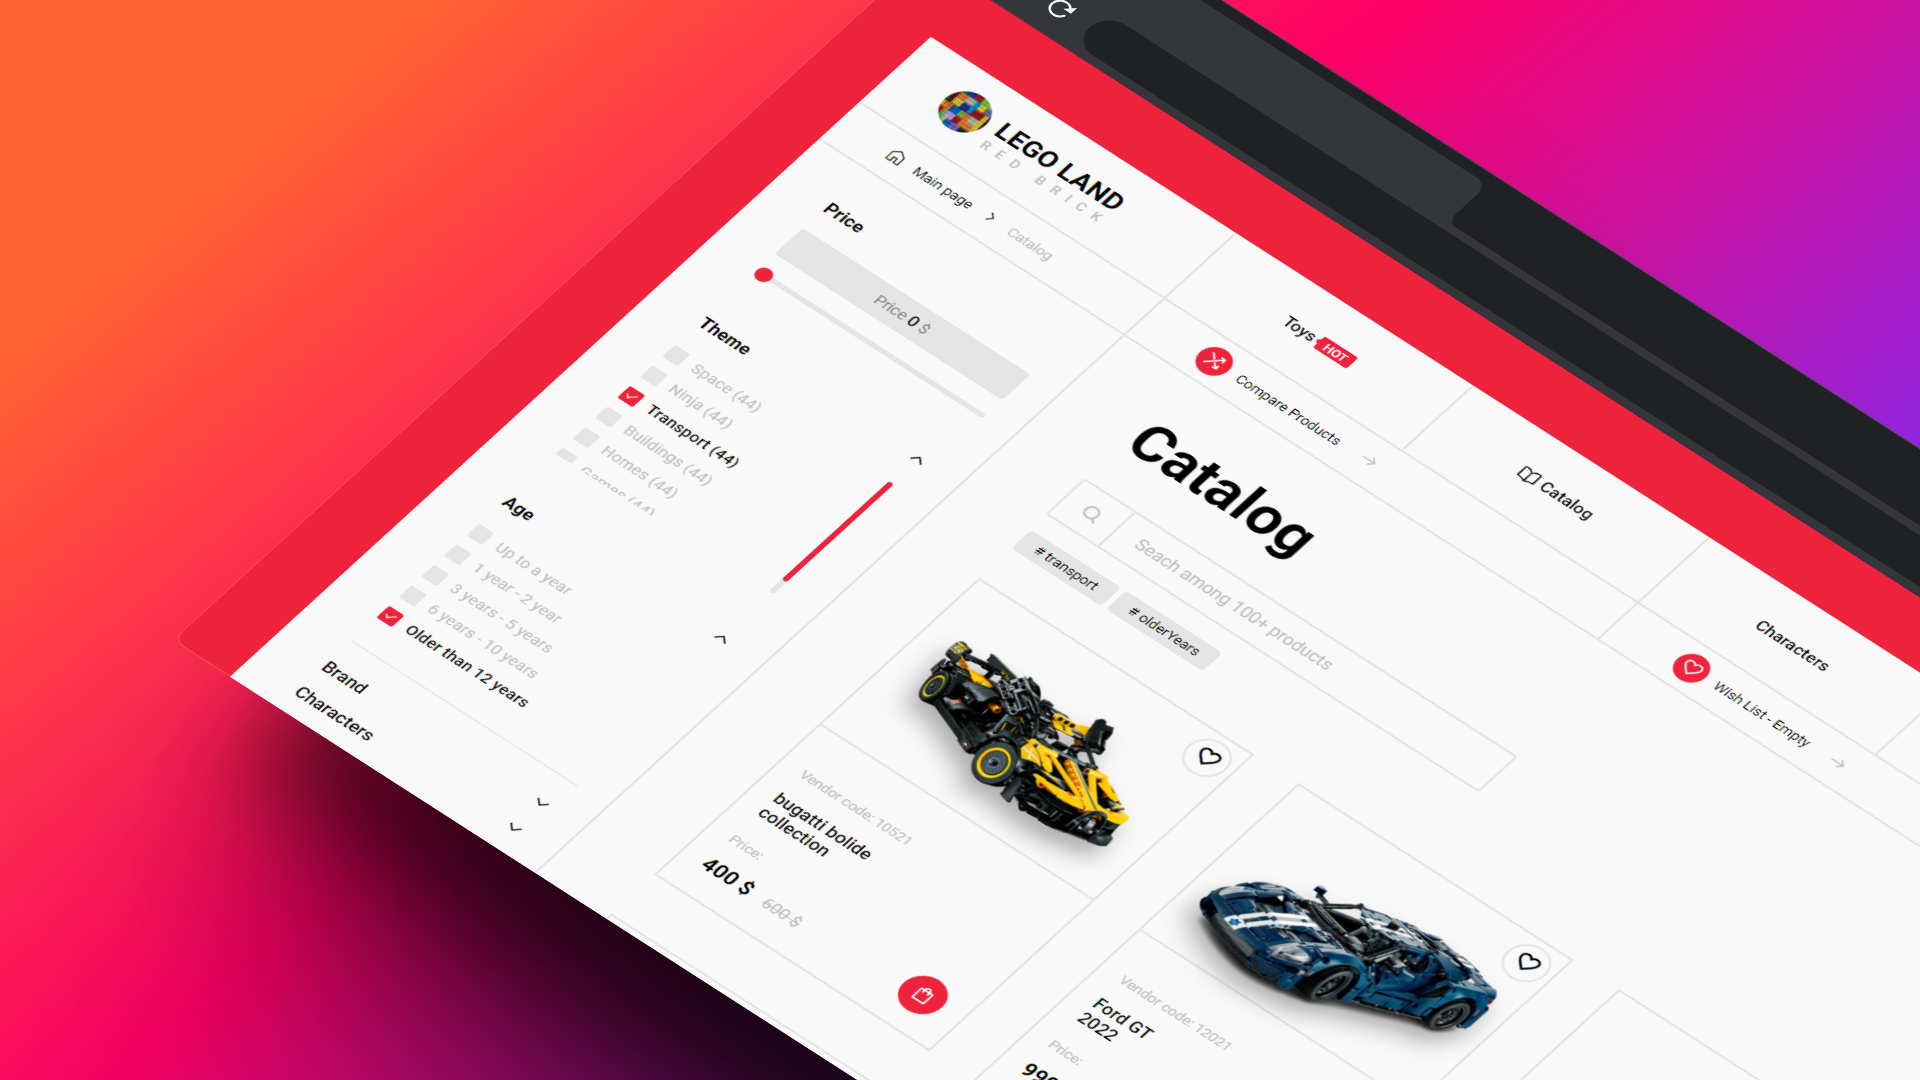 LEGO LAND
RED BRICK
Main page
Catalog
Toys HOT
Compare Products
Catalog
Characters
Wish List - Empty
Price
Price 0 $
Theme
Space (44)
Ninja (44)
Transport (44)
Buildings (44)
Homes (44)
Games (44)
Age
Up to a year
1 year - 2 year
3 years - 5 years
6 years - 10 years
Older than 12 years
Brand
Characters
Catalog
Seach among 100+ products
# transport
# olderYears
Vendor code: 10521
bugatti bolide
collection
Price:
400 $ 600 $
Vendor code: 12021
Ford GT
2022
Price: